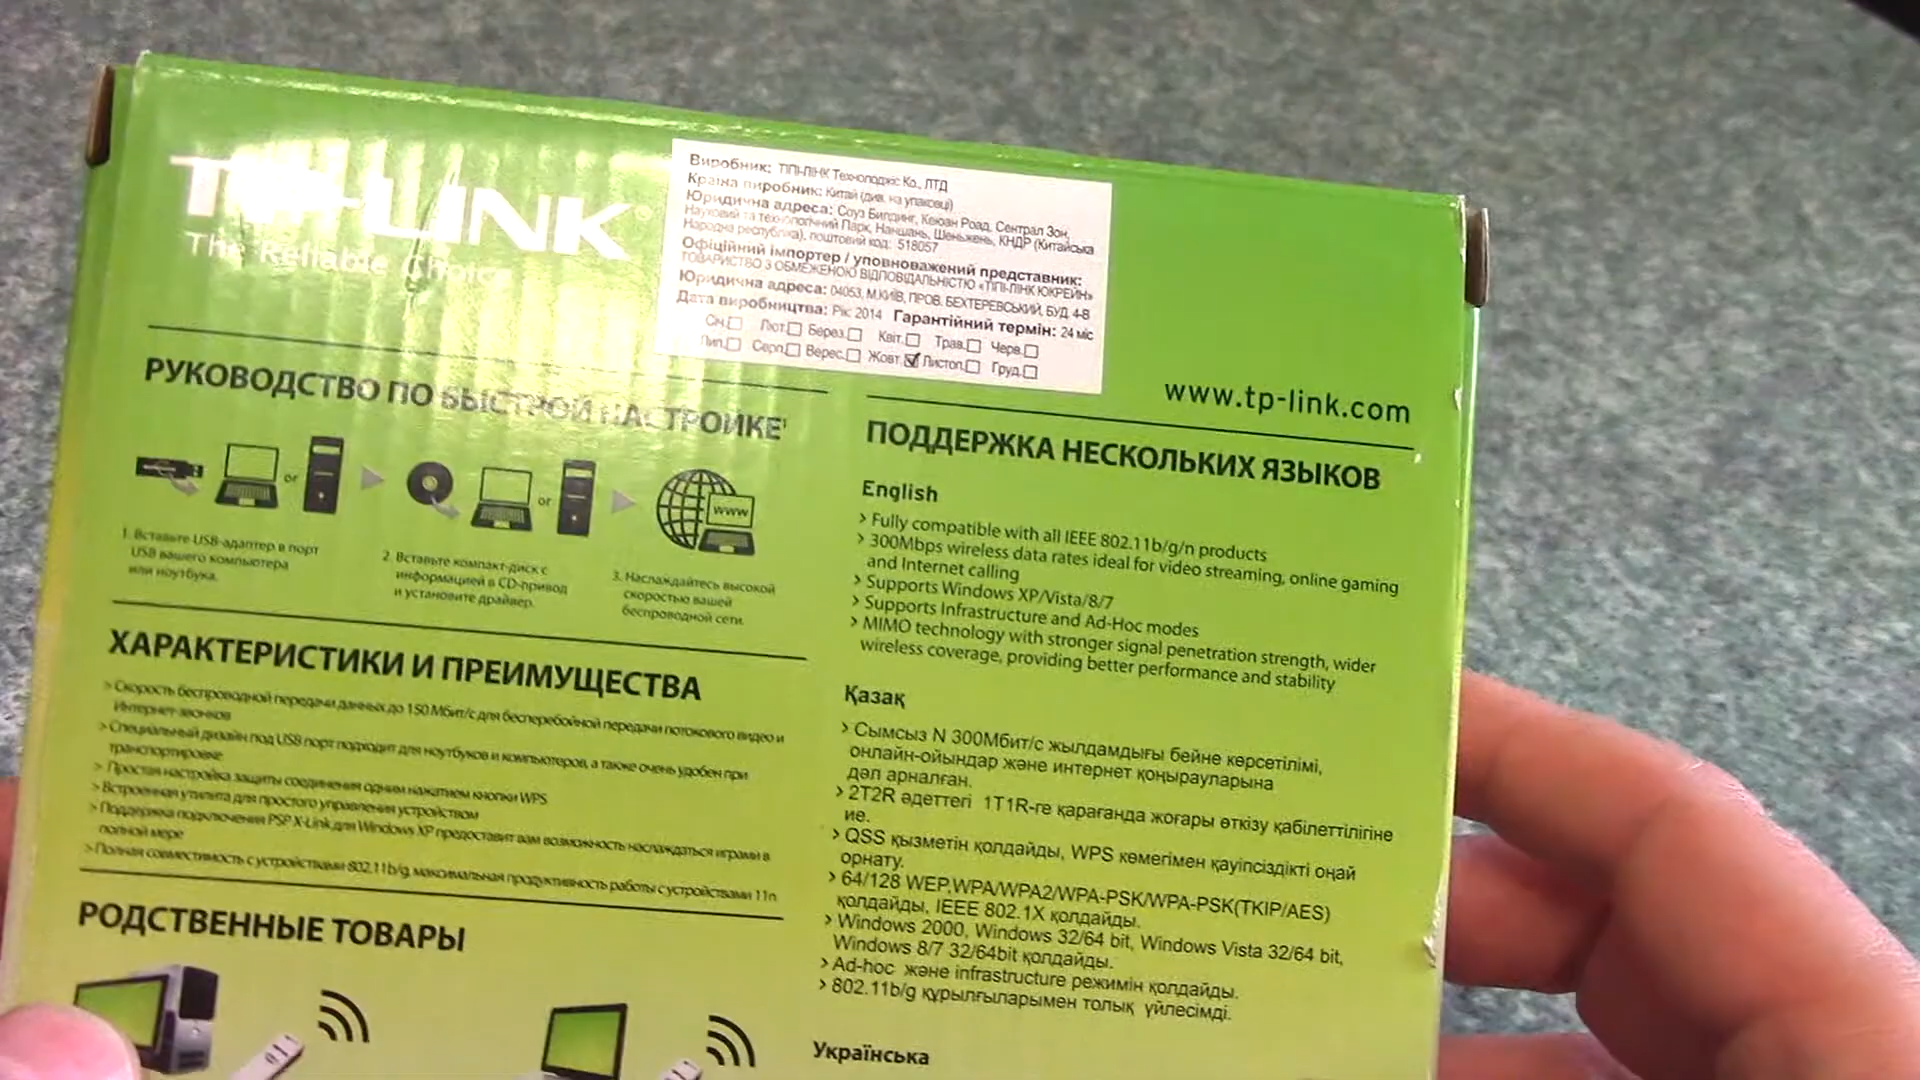 TP-LINK
The Reliable Choice
Виробник: ТІПІ-ЛІНК Технолоджіс Ко., ЛТД
Країна виробник: Китай (див. на упаковці)
Юридична адреса: Соуз Билдинг, Кеюан Роад, Сентрал Зон,
Науковий та технологічний Парк, Наншань, Шеньжень, КНДР (Китайська
Народна республіка), поштовий код: 518057
Офіційний імпортер / уповноважений представник:
ТОВАРИСТВО З ОБМЕЖЕНОЮ ВІДПОВІДАЛЬНІСТЮ «ТІПІ-ЛІНК ЮКРЕЙН»
Юридична адреса: 04053, М.КИЇВ, ПРОВ. БЕХТЕРЕВСЬКИЙ, БУД. 4-В
Дата виробництва: Рік 2014 Гарантійний термін: 24 міс
Січ. Лют. Берез. Квіт. Трав. Черв.
Лип. Серп. Верес. Жовт. Листоп. Груд.
www.tp-link.com
РУКОВОДСТВО ПО БЫСТРОЙ НАСТРОЙКЕ¹
or
or
www
1. Вставьте USB-адаптер в порт
USB вашего компьютера
или ноутбука.
2. Вставьте компакт-диск с
информацией в CD-привод
и установите драйвер.
3. Наслаждайтесь высокой
скоростью вашей
беспроводной сети.
ХАРАКТЕРИСТИКИ И ПРЕИМУЩЕСТВА
> Скорость беспроводной передачи данных до 150 Мбит/с для бесперебойной передачи потокового видео и
Интернет-звонков
> Специальный дизайн под USB порт подходит для ноутбуков и компьютеров, а также очень удобен при
транспортировке
> Простая настройка защиты соединения одним нажатием кнопки WPS
> Встроенная утилита для простого управления устройством
> Поддержка подключения PSP X-Link для Windows XP предоставит вам возможность наслаждаться играми в
полной мере
> Полная совместимость с устройствами 802.11b/g, максимальная продуктивность работы с устройствами 11n
РОДСТВЕННЫЕ ТОВАРЫ
ПОДДЕРЖКА НЕСКОЛЬКИХ ЯЗЫКОВ
English
> Fully compatible with all IEEE 802.11b/g/n products
> 300Mbps wireless data rates ideal for video streaming, online gaming
and Internet calling
> Supports Windows XP/Vista/8/7
> Supports Infrastructure and Ad-Hoc modes
> MIMO technology with stronger signal penetration strength, wider
wireless coverage, providing better performance and stability
Қазақ
> Сымсыз N 300Мбит/с жылдамдығы бейне көрсетілімі,
онлайн-ойындар және интернет қоңырауларына
дәл арналған.
> 2T2R әдеттегі 1T1R-ге қарағанда жоғары өткізу қабілеттілігіне
ие.
> QSS қызметін қолдайды, WPS көмегімен қауіпсіздікті оңай
орнату.
> 64/128 WEP,WPA/WPA2/WPA-PSK/WPA-PSK(TKIP/AES)
қолдайды, IEEE 802.1X қолдайды.
> Windows 2000, Windows 32/64 bit, Windows Vista 32/64 bit,
Windows 8/7 32/64bit қолдайды.
> Ad-hoc және infrastructure режимін қолдайды.
> 802.11b/g құрылғыларымен толық үйлесімді.
Українська